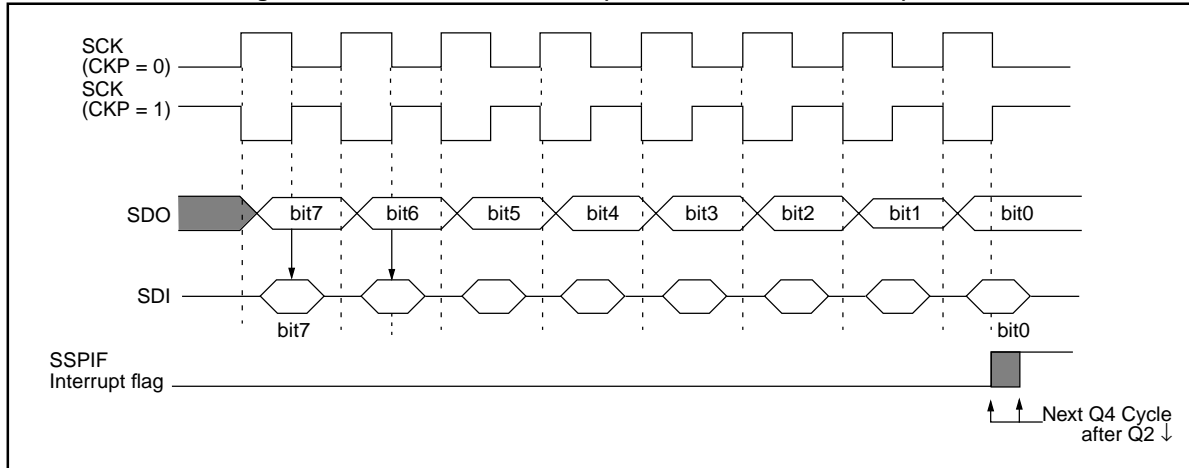 SCK
(CKP = 0)
SCK
(CKP = 1)
SDO bit7 bit6 bit5 bit4 bit3 bit2 bit1 bit0
SDI
bit7 bit0
SSPIF
Interrupt flag
Next Q4 Cycle
after Q2 ↓